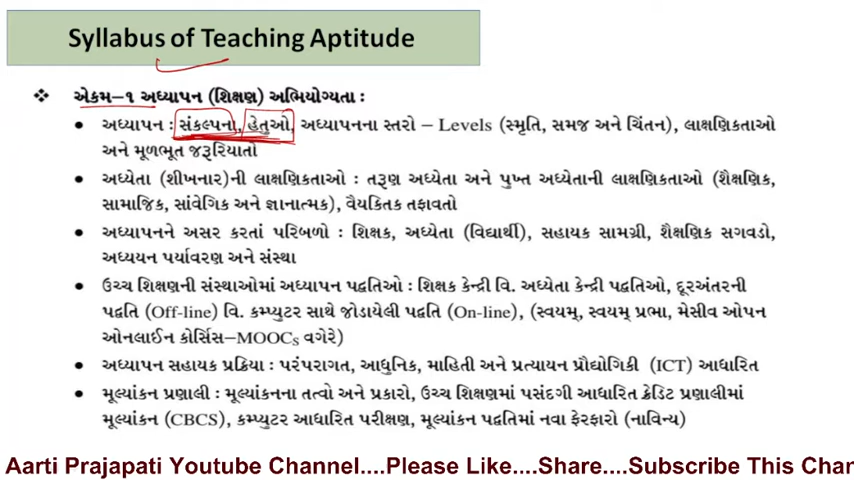 Syllabus of Teaching Aptitude
❖ એકમ–૧ અધ્યાપન (શિક્ષણ) અભિયોગ્યતા :
• અધ્યાપન : સંકલ્પના, હેતુઓ, અધ્યાપનના સ્તરો – Levels (સ્મૃતિ, સમજ અને ચિંતન), લાક્ષણિકતાઓ
અને મૂળભૂત જરૂરિયાતો
• અધ્યેતા (શીખનાર)ની લાક્ષણિકતાઓ : તરૂણ અધ્યેતા અને પુખ્ત અધ્યેતાની લાક્ષણિકતાઓ (શૈક્ષણિક,
સામાજિક, સાંવેગિક અને જ્ઞાનાત્મક), વૈયકિતક તફાવતો
• અધ્યાપનને અસર કરતાં પરિબળો : શિક્ષક, અધ્યેતા (વિદ્યાર્થી), સહાયક સામગ્રી, શૈક્ષણિક સગવડો,
અધ્યયન પર્યાવરણ અને સંસ્થા
• ઉચ્ચ શિક્ષણની સંસ્થાઓમાં અધ્યાપન પદ્ધતિઓ : શિક્ષક કેન્દ્રી વિ. અધ્યેતા કેન્દ્રી પદ્ધતિઓ, દૂરઅંતરની
પદ્ધતિ (Off-line) વિ. કમ્પ્યુટર સાથે જોડાયેલી પદ્ધતિ (On-line), (સ્વયમ્, સ્વયમ્ પ્રભા, મેસીવ ઓપન
ઓનલાઈન કોર્સિસ–MOOCs વગેરે)
• અધ્યાપન સહાયક પ્રક્રિયા : પરંપરાગત, આધુનિક, માહિતી અને પ્રત્યાયન પ્રૌદ્યોગિકી (ICT) આધારિત
• મૂલ્યાંકન પ્રણાલી : મૂલ્યાંકનના તત્વો અને પ્રકારો, ઉચ્ચ શિક્ષણમાં પસંદગી આધારિત ક્રેડિટ પ્રણાલીમાં
મૂલ્યાંકન (CBCS), કમ્પ્યુટર આધારિત પરીક્ષણ, મૂલ્યાંકન પદ્ધતિમાં નવા ફેરફારો (નાવિન્ય)
Aarti Prajapati Youtube Channel....Please Like....Share....Subscribe This Chan